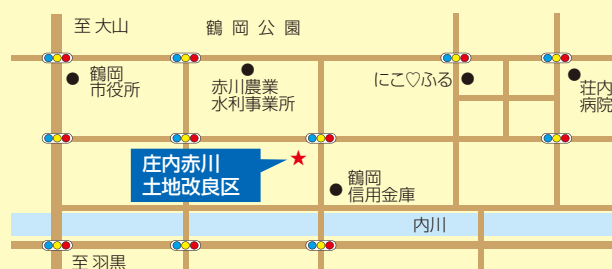 至 大山
鶴 岡 公 園
鶴岡
市役所
赤川農業
水利事業所
にこ♡ふる
荘内
病院
庄内赤川
土地改良区
鶴岡
信用金庫
内川
至 羽黒